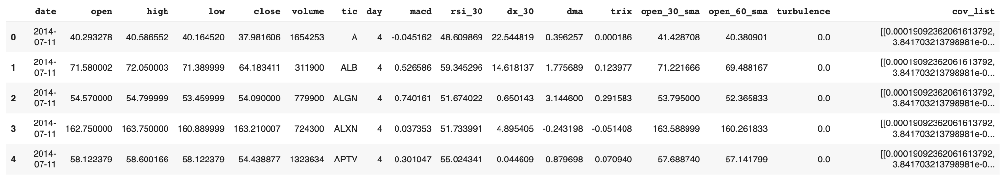 date open high low close volume tic day macd rsi_30 dx_30 dma trix open_30_sma open_60_sma turbulence cov_list
0 2014-07-11 40.293278 40.586552 40.164520 37.981606 1654253 A 4 -0.045162 48.609869 22.544819 0.396257 0.000186 41.428708 40.380901 0.0 [[0.00019092362061613792, 3.841703213798981e-0...
1 2014-07-11 71.580002 72.050003 71.389999 64.183411 311900 ALB 4 0.526586 59.345296 14.618137 1.775689 0.123977 71.221666 69.488167 0.0 [[0.00019092362061613792, 3.841703213798981e-0...
2 2014-07-11 54.570000 54.799999 53.459999 54.090000 779900 ALGN 4 0.740161 51.674022 0.650143 3.144600 0.291583 53.795000 52.365833 0.0 [[0.00019092362061613792, 3.841703213798981e-0...
3 2014-07-11 162.750000 163.750000 160.889999 163.210007 724300 ALXN 4 0.037353 51.733991 4.895405 -0.243198 -0.051408 163.588999 160.261833 0.0 [[0.00019092362061613792, 3.841703213798981e-0...
4 2014-07-11 58.122379 58.600166 58.122379 54.438877 1323634 APTV 4 0.301047 55.024341 0.044609 0.879698 0.070940 57.688740 57.141799 0.0 [[0.00019092362061613792, 3.841703213798981e-0...